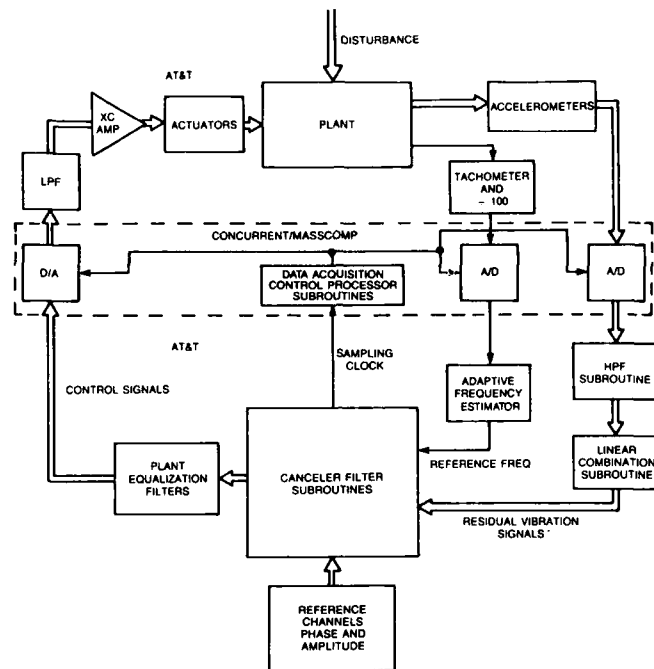 DISTURBANCE
AT&T
XC
AMP
ACTUATORS
PLANT
ACCELEROMETERS
LPF
TACHOMETER
AND
- 100
CONCURRENT/MASSCOMP
D/A
DATA ACQUISITION
CONTROL PROCESSOR
SUBROUTINES
A/D
A/D
AT&T
SAMPLING
CLOCK
CONTROL SIGNALS
ADAPTIVE
FREQUENCY
ESTIMATOR
HPF
SUBROUTINE
PLANT
EQUALIZATION
FILTERS
CANCELER FILTER
SUBROUTINES
REFERENCE FREQ
LINEAR
COMBINATION
SUBROUTINE
RESIDUAL VIBRATION
SIGNALS
REFERENCE
CHANNELS
PHASE AND
AMPLITUDE